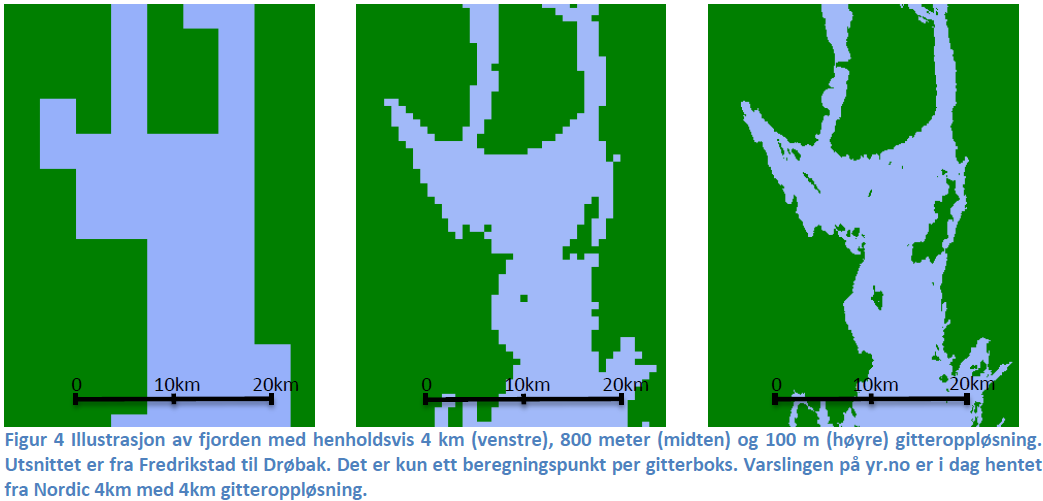 0 10km 20km
0 10km 20km
0 10km 20km
Figur 4 Illustrasjon av fjorden med henholdsvis 4 km (venstre), 800 meter (midten) og 100 m (høyre) gitteroppløsning.
Utsnittet er fra Fredrikstad til Drøbak. Det er kun ett beregningspunkt per gitterboks. Varslingen på yr.no er i dag hentet
fra Nordic 4km med 4km gitteroppløsning.